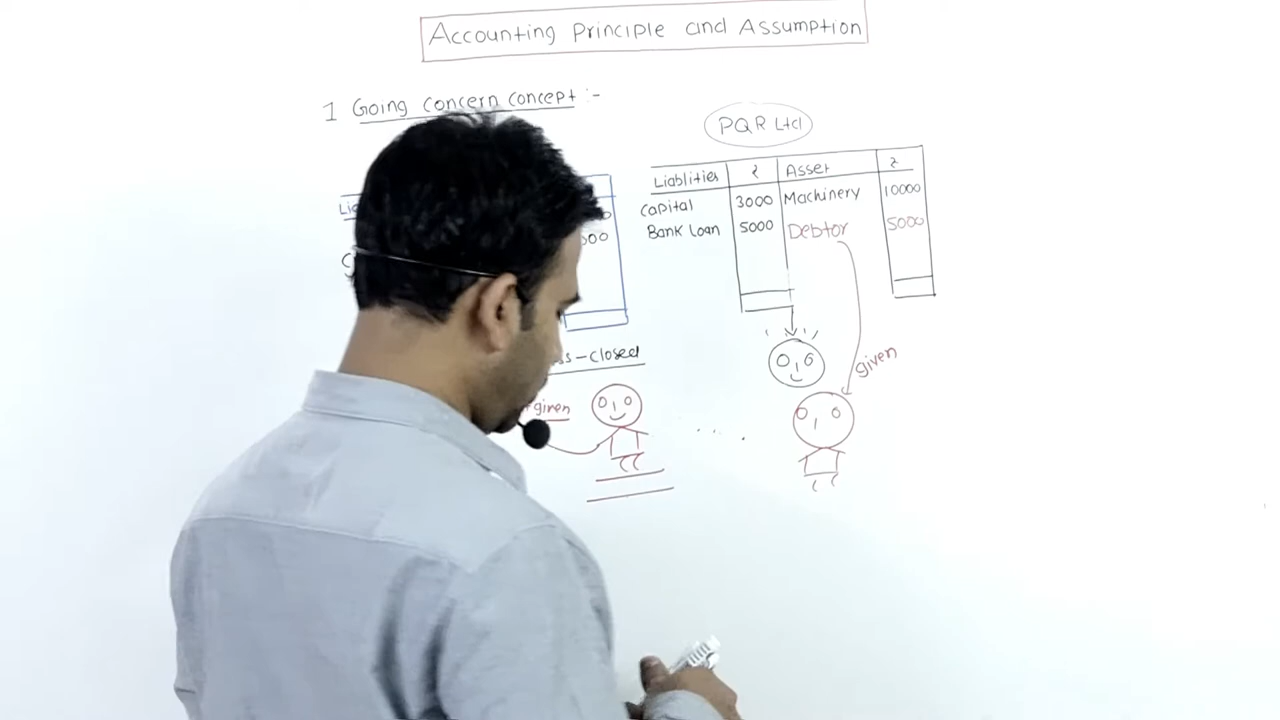 Accounting Principle and Assumption
1 Going concern concept :-
PQR Ltd
Liablities ₹ Asset ₹
capital 3000 Machinery 10000
Bank Loan 5000 Debtor 5000
closed
given
given